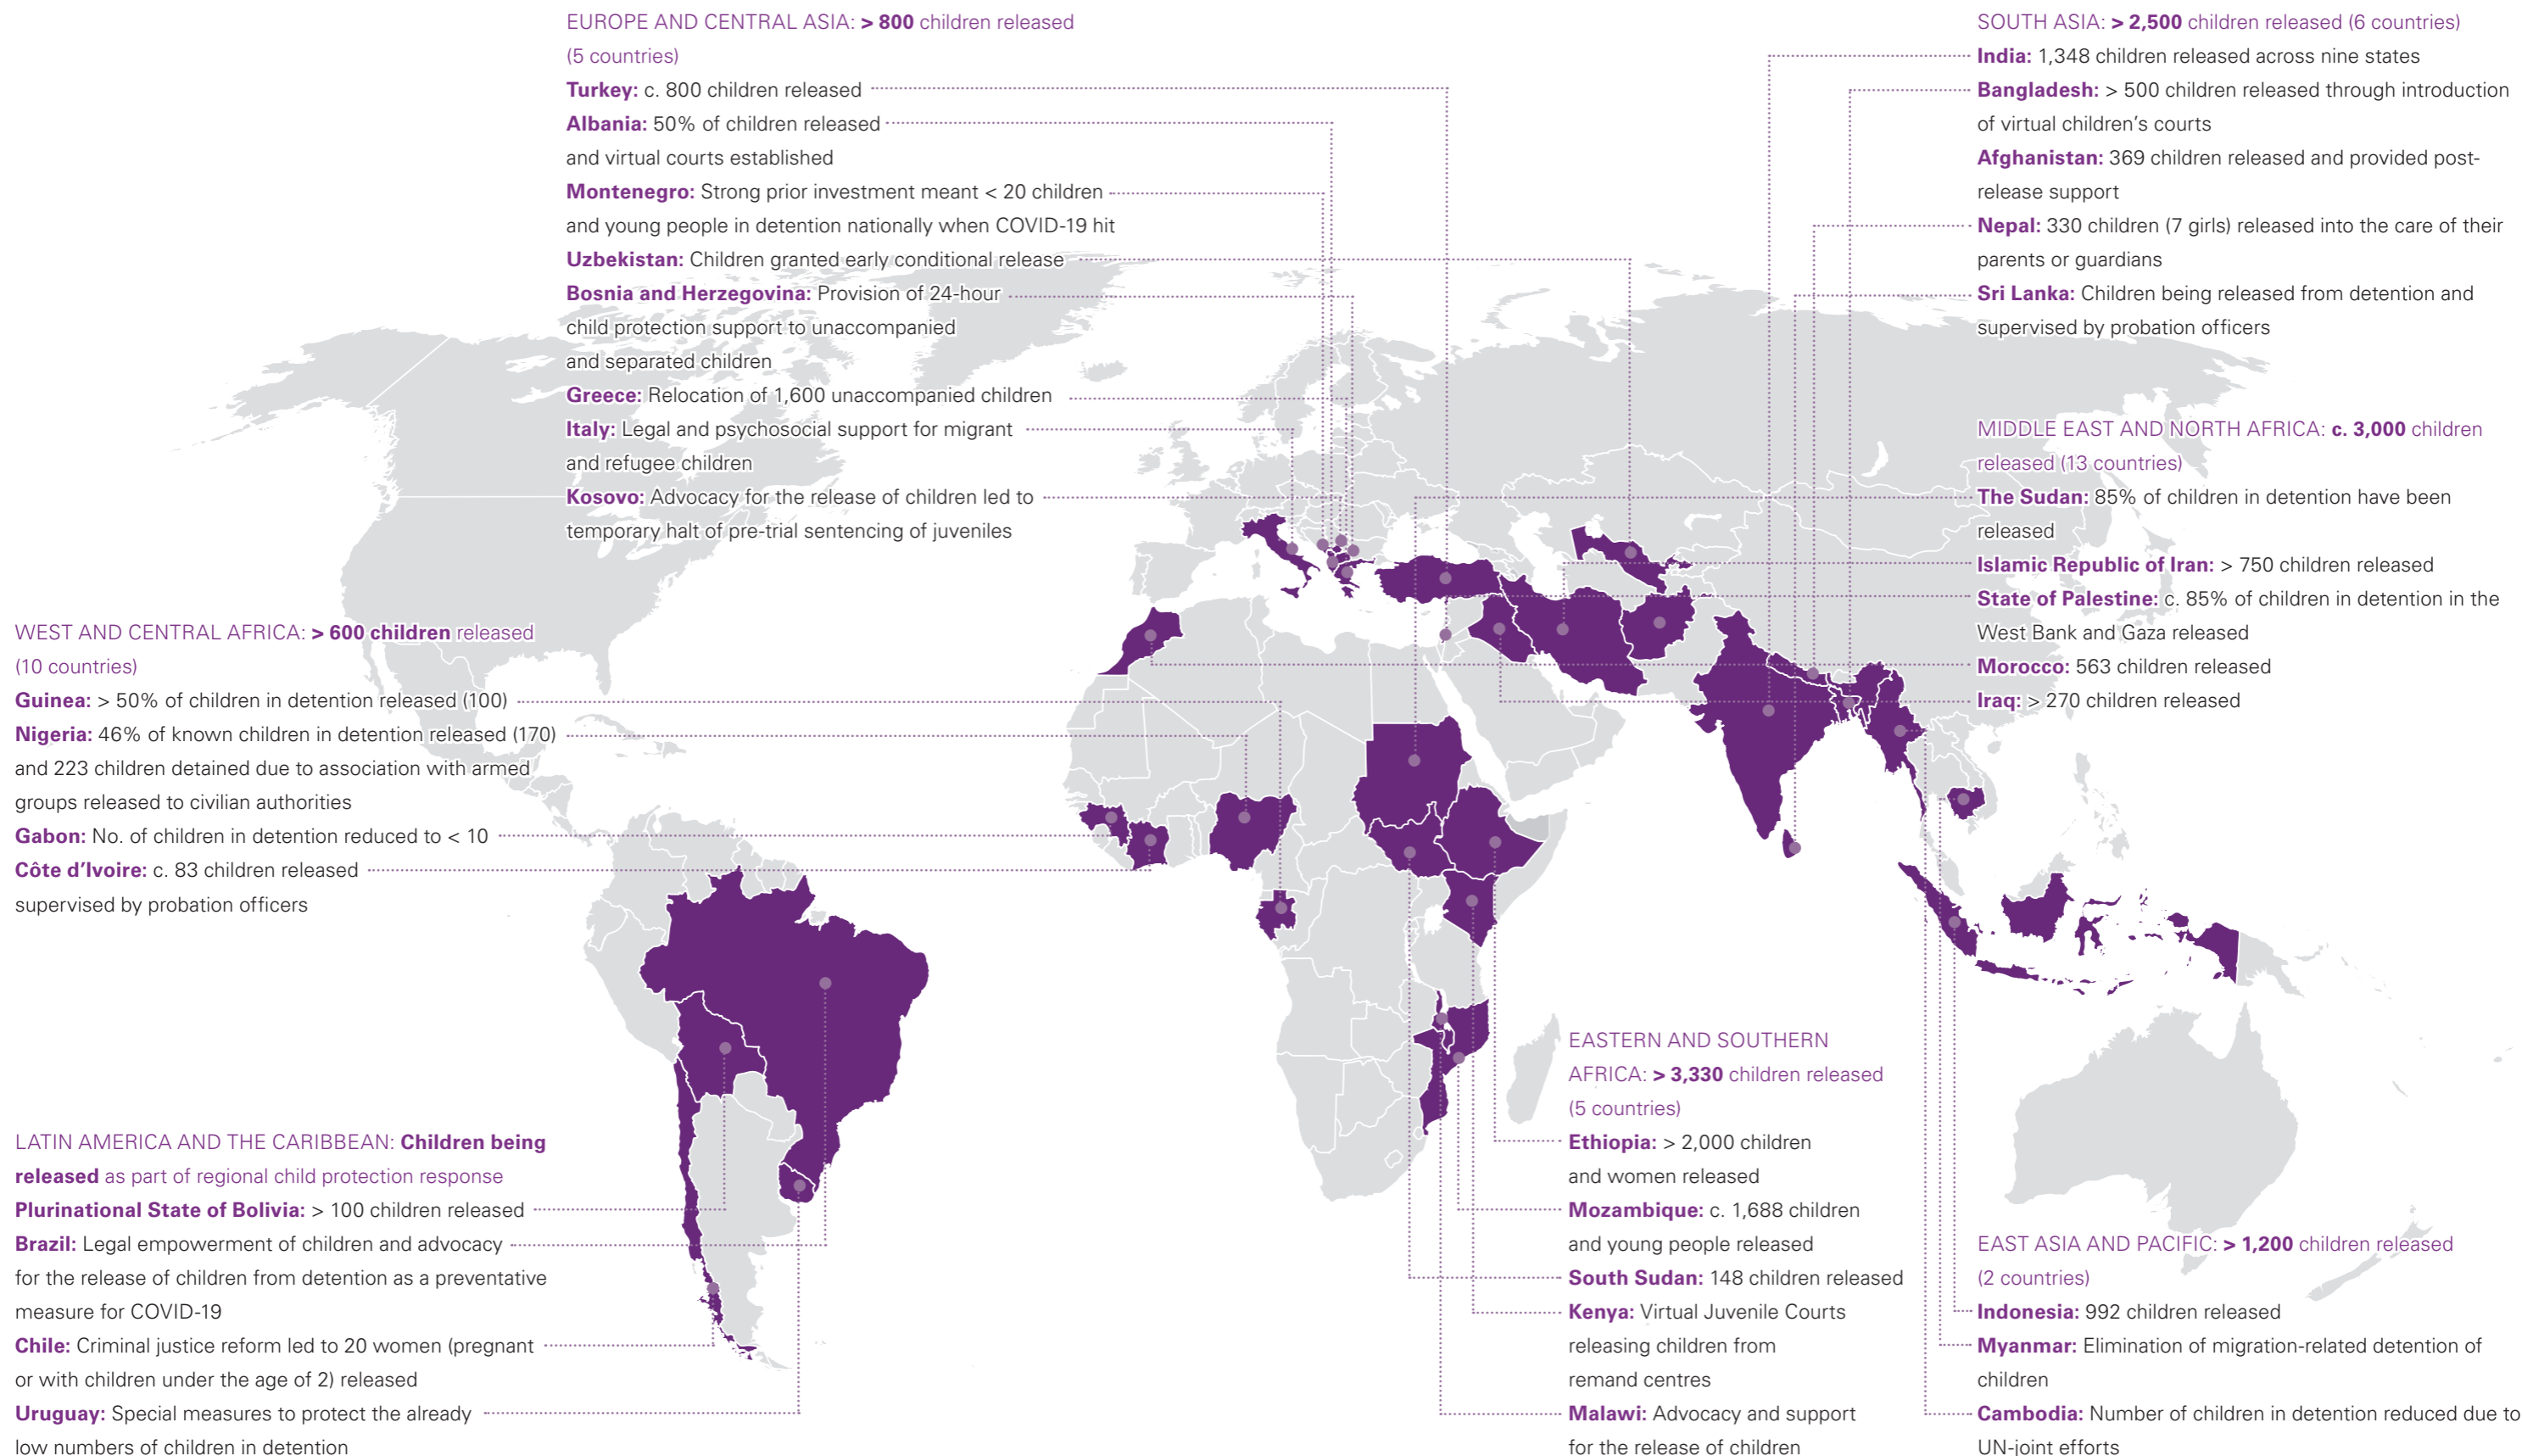 EUROPE AND CENTRAL ASIA: > 800 children released
(5 countries)
Turkey: c. 800 children released
Albania: 50% of children released
and virtual courts established
Montenegro: Strong prior investment meant < 20 children
and young people in detention nationally when COVID-19 hit
Uzbekistan: Children granted early conditional release
Bosnia and Herzegovina: Provision of 24-hour
child protection support to unaccompanied
and separated children
Greece: Relocation of 1,600 unaccompanied children
Italy: Legal and psychosocial support for migrant
and refugee children
Kosovo: Advocacy for the release of children led to
temporary halt of pre-trial sentencing of juveniles
SOUTH ASIA: > 2,500 children released (6 countries)
India: 1,348 children released across nine states
Bangladesh: > 500 children released through introduction
of virtual children's courts
Afghanistan: 369 children released and provided post-
release support
Nepal: 330 children (7 girls) released into the care of their
parents or guardians
Sri Lanka: Children being released from detention and
supervised by probation officers
MIDDLE EAST AND NORTH AFRICA: c. 3,000 children
released (13 countries)
The Sudan: 85% of children in detention have been
released
Islamic Republic of Iran: > 750 children released
State of Palestine: c. 85% of children in detention in the
West Bank and Gaza released
Morocco: 563 children released
Iraq: > 270 children released
WEST AND CENTRAL AFRICA: > 600 children released
(10 countries)
Guinea: > 50% of children in detention released (100)
Nigeria: 46% of known children in detention released (170)
and 223 children detained due to association with armed
groups released to civilian authorities
Gabon: No. of children in detention reduced to < 10
Côte d'Ivoire: c. 83 children released
supervised by probation officers
LATIN AMERICA AND THE CARIBBEAN: Children being
released as part of regional child protection response
Plurinational State of Bolivia: > 100 children released
Brazil: Legal empowerment of children and advocacy
for the release of children from detention as a preventative
measure for COVID-19
Chile: Criminal justice reform led to 20 women (pregnant
or with children under the age of 2) released
Uruguay: Special measures to protect the already
low numbers of children in detention
EASTERN AND SOUTHERN
AFRICA: > 3,330 children released
(5 countries)
Ethiopia: > 2,000 children
and women released
Mozambique: c. 1,688 children
and young people released
South Sudan: 148 children released
Kenya: Virtual Juvenile Courts
releasing children from
remand centres
Malawi: Advocacy and support
for the release of children
EAST ASIA AND PACIFIC: > 1,200 children released
(2 countries)
Indonesia: 992 children released
Myanmar: Elimination of migration-related detention of
children
Cambodia: Number of children in detention reduced due to
UN-joint efforts